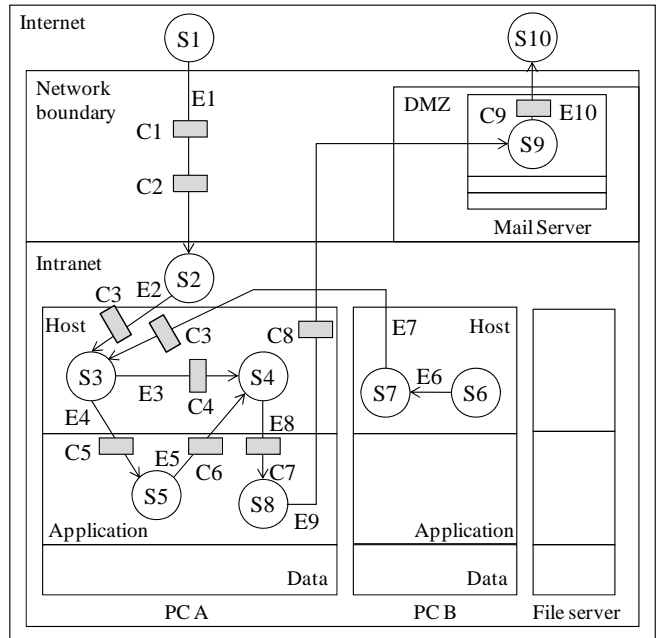 Internet
S1
S10
Network
boundary
E1
C1
C2
DMZ
C9
E10
S9
Mail Server
Intranet
S2
C3
E2
Host
C3
C8
E7
Host
S3
E3
C4
S4
S7
E6
S6
E4
E8
C5
E5
C6
C7
S5
S8
E9
Application
Application
Data
Data
PC A
PC B
File server